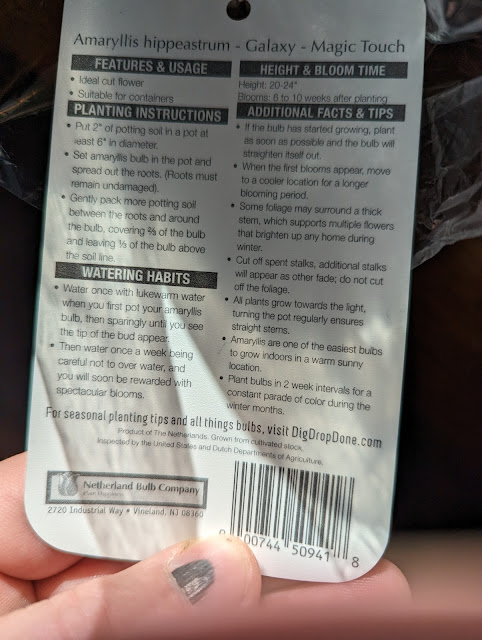 Amaryllis hippeastrum - Galaxy - Magic Touch
FEATURES & USAGE
• Ideal cut flower
• Suitable for containers
PLANTING INSTRUCTIONS
• Put 2" of potting soil in a pot at
least 6" in diameter.
• Set amaryllis bulb in the pot and
spread out the roots. (Roots must
remain undamaged).
• Gently pack more potting soil
between the roots and around
the bulb, covering ⅔ of the bulb
and leaving ⅓ of the bulb above
the soil line.
WATERING HABITS
• Water once with lukewarm water
when you first pot your amaryllis
bulb, then sparingly until you see
the tip of the bud appear.
• Then water once a week being
careful not to over water, and
you will soon be rewarded with
spectacular blooms.
HEIGHT & BLOOM TIME
Height: 20-24"
Blooms: 6 to 10 weeks after planting
ADDITIONAL FACTS & TIPS
• If the bulb has started growing, plant
as soon as possible and the bulb will
straighten itself out.
• When the first blooms appear, move
to a cooler location for a longer
blooming period.
• Some foliage may surround a thick
stem, which supports multiple flowers
that brighten up any home during
winter.
• Cut off spent stalks, additional stalks
will appear as other fade; do not cut
off the foliage.
• All plants grow towards the light,
turning the pot regularly ensures
straight stems.
• Amaryllis are one of the easiest bulbs
to grow indoors in a warm sunny
location.
• Plant bulbs in 2 week intervals for a
constant parade of color during the
winter months.
For seasonal planting tips and all things bulbs, visit DigDropDone.com
Product of The Netherlands. Grown from cultivated stock.
Inspected by the United States and Dutch Departments of Agriculture.
Netherland Bulb Company
2720 Industrial Way • Vineland, NJ 08360
00744 50941 8